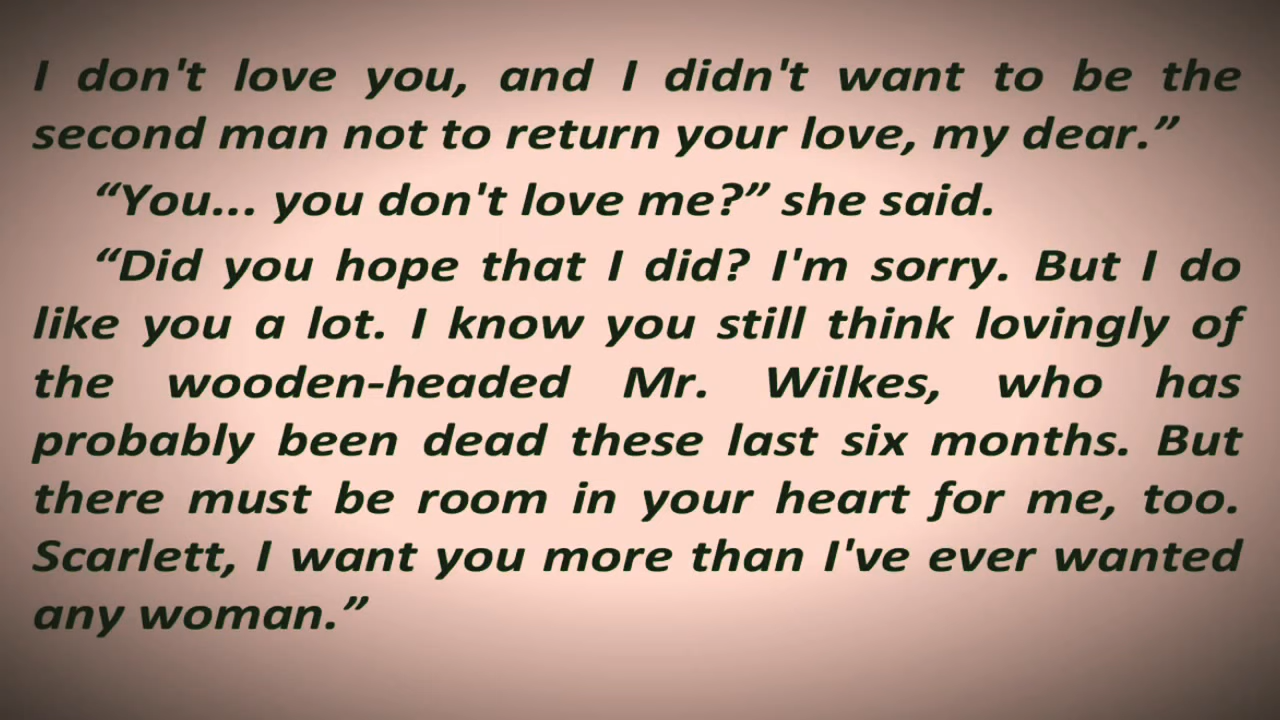 I don't love you, and I didn't want to be the
second man not to return your love, my dear.”
“You... you don't love me?” she said.
“Did you hope that I did? I'm sorry. But I do
like you a lot. I know you still think lovingly of
the wooden-headed Mr. Wilkes, who has
probably been dead these last six months. But
there must be room in your heart for me, too.
Scarlett, I want you more than I've ever wanted
any woman.”